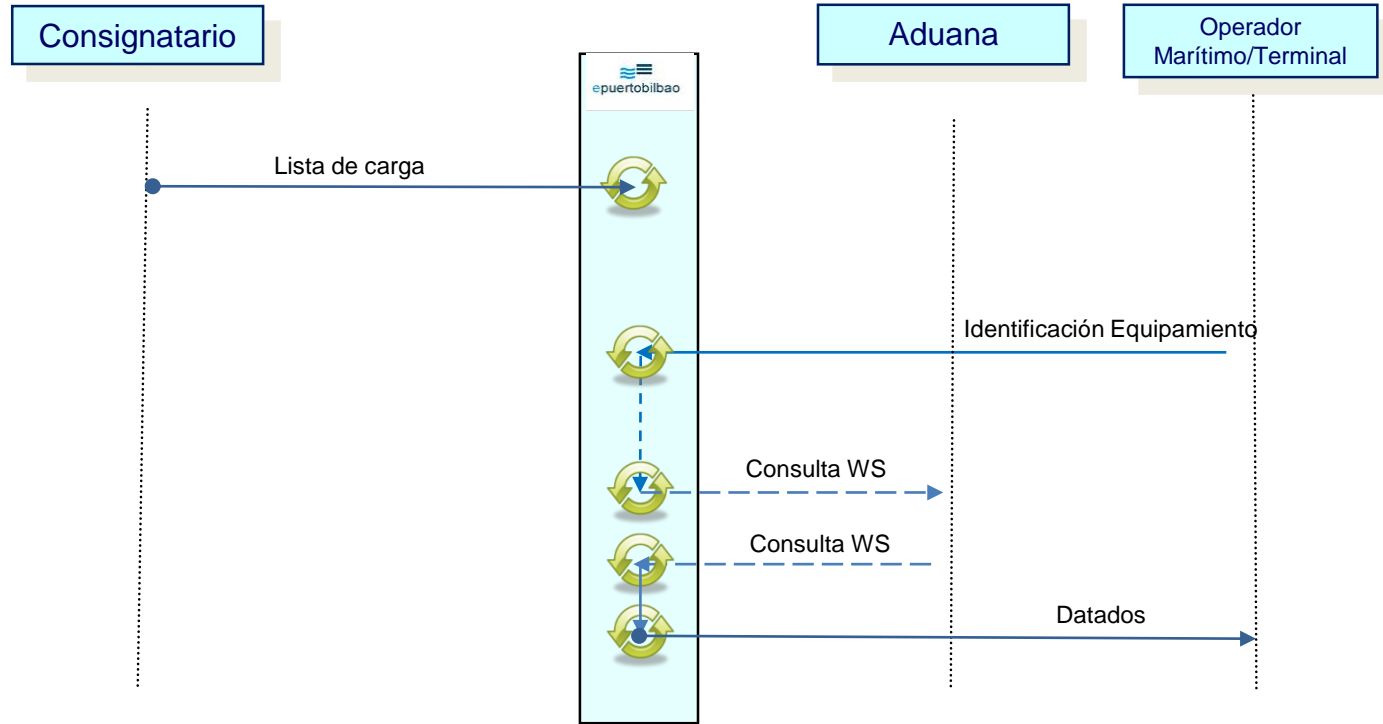 Consignatario
Aduana
Operador
Marítimo/Terminal
epuertobilbao
Lista de carga
Identificación Equipamiento
Consulta WS
Consulta WS
Datados